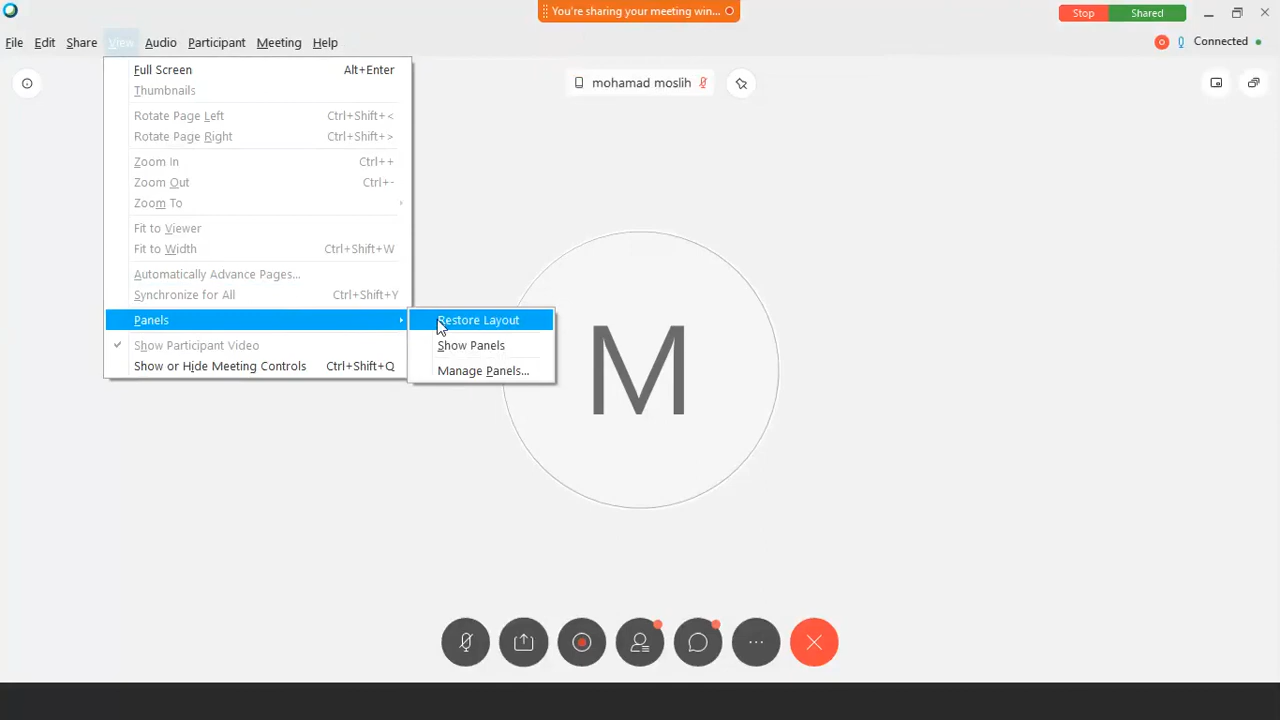 You're sharing your meeting win...
Stop
Shared
File
Edit
Share
View
Audio
Participant
Meeting
Help
Connected
mohamad moslih
Full Screen Alt+Enter
Thumbnails
Rotate Page Left Ctrl+Shift+<
Rotate Page Right Ctrl+Shift+>
Zoom In Ctrl++
Zoom Out Ctrl+-
Zoom To
Fit to Viewer
Fit to Width Ctrl+Shift+W
Automatically Advance Pages...
Synchronize for All Ctrl+Shift+Y
Panels
Show Participant Video
Show or Hide Meeting Controls Ctrl+Shift+Q
Restore Layout
Show Panels
Manage Panels...
M